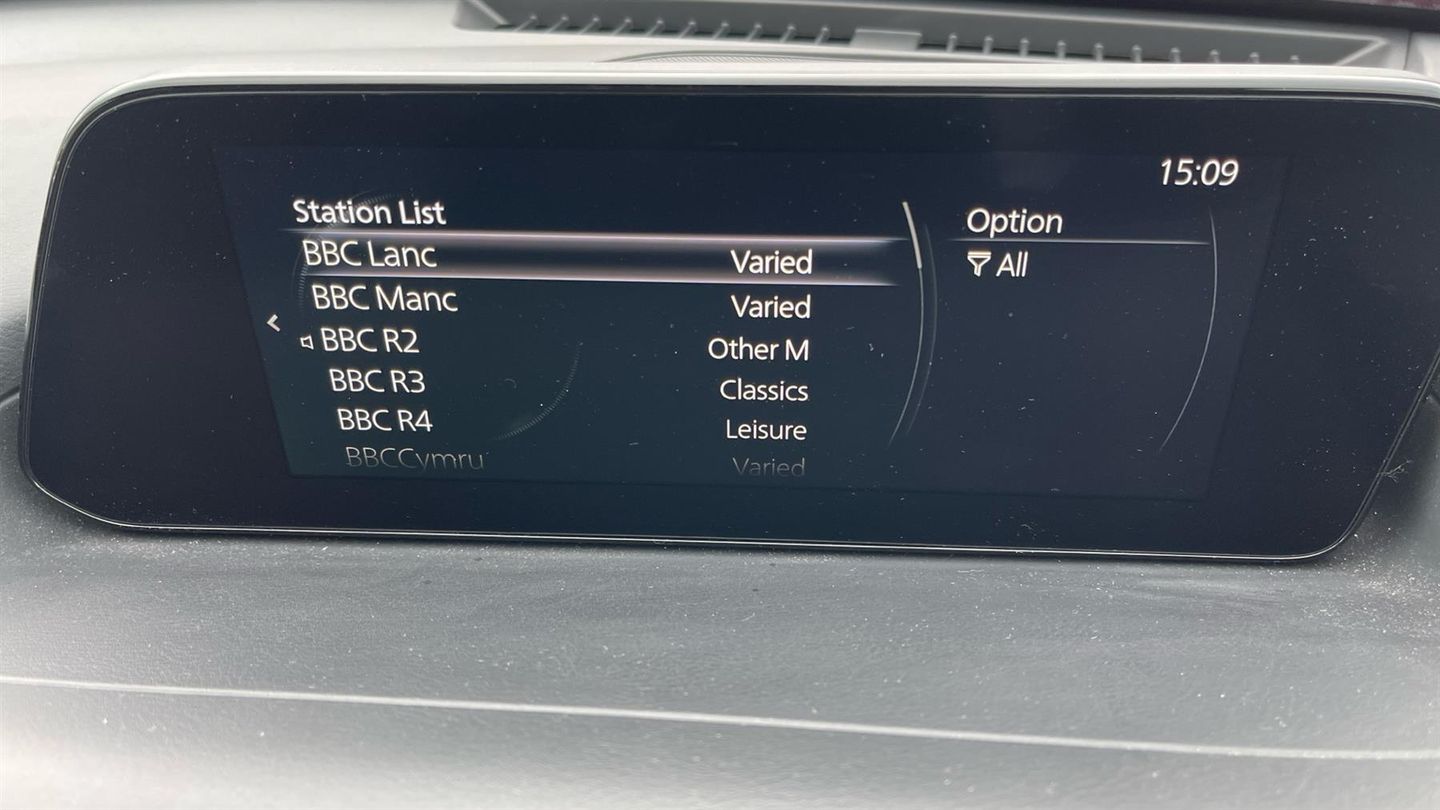 15:09
Station List
BBC Lanc Varied
BBC Manc Varied
BBC R2 Other M
BBC R3 Classics
BBC R4 Leisure
BBCCymru Varied
Option
All